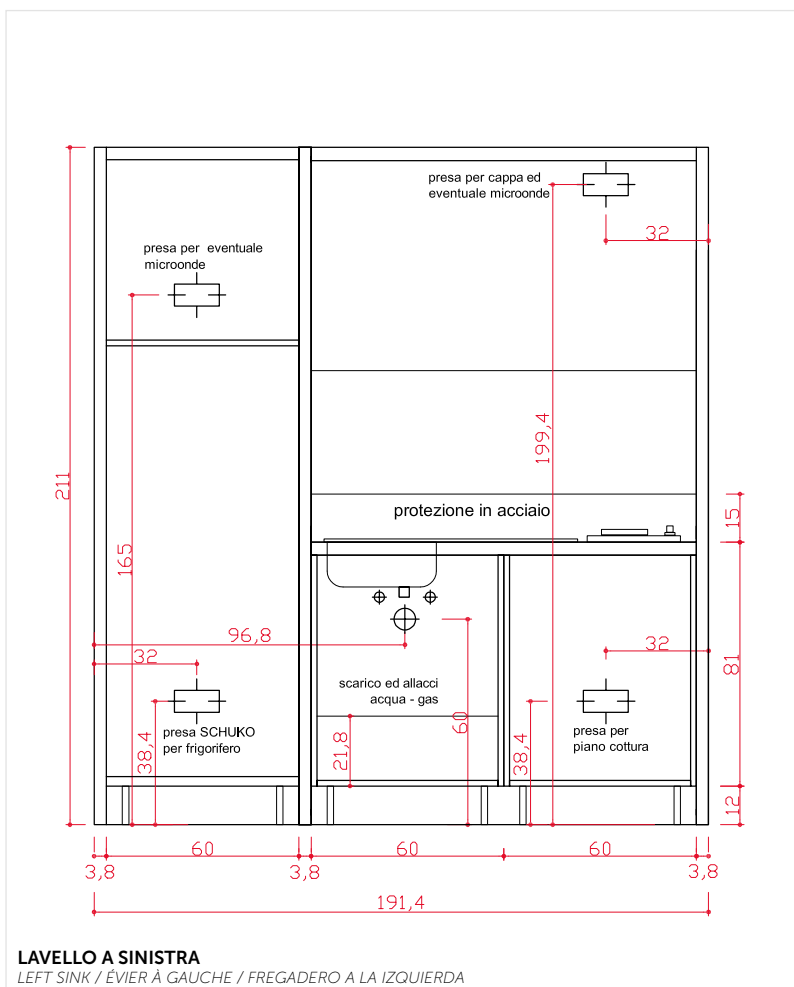 presa per cappa ed
eventuale microonde
32
presa per eventuale
microonde
199,4
211
protezione in acciaio
15
165
96,8
32
32
81
scarico ed allacci
acqua - gas
60
presa SCHUKO
per frigorifero
38,4
21,8
38,4
presa per
piano cottura
12
60
60
60
3,8
3,8
3,8
191,4
LAVELLO A SINISTRA
LEFT SINK / ÉVIER À GAUCHE / FREGADERO A LA IZQUIERDA